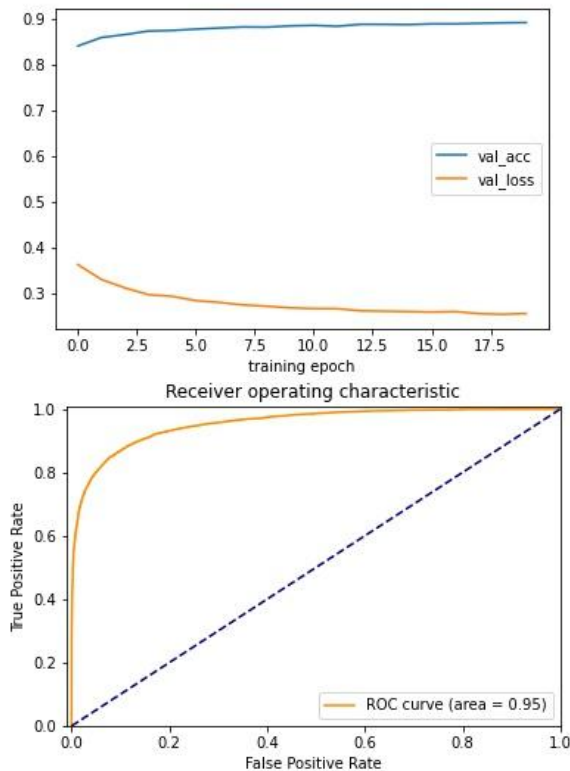 0.9
0.8
0.7
0.6
0.5
0.4
0.3
val_acc
val_loss
0.0 2.5 5.0 7.5 10.0 12.5 15.0 17.5
training epoch
Receiver operating characteristic
1.0
0.8
0.6
0.4
0.2
0.0
True Positive Rate
ROC curve (area = 0.95)
0.0 0.2 0.4 0.6 0.8 1.0
False Positive Rate